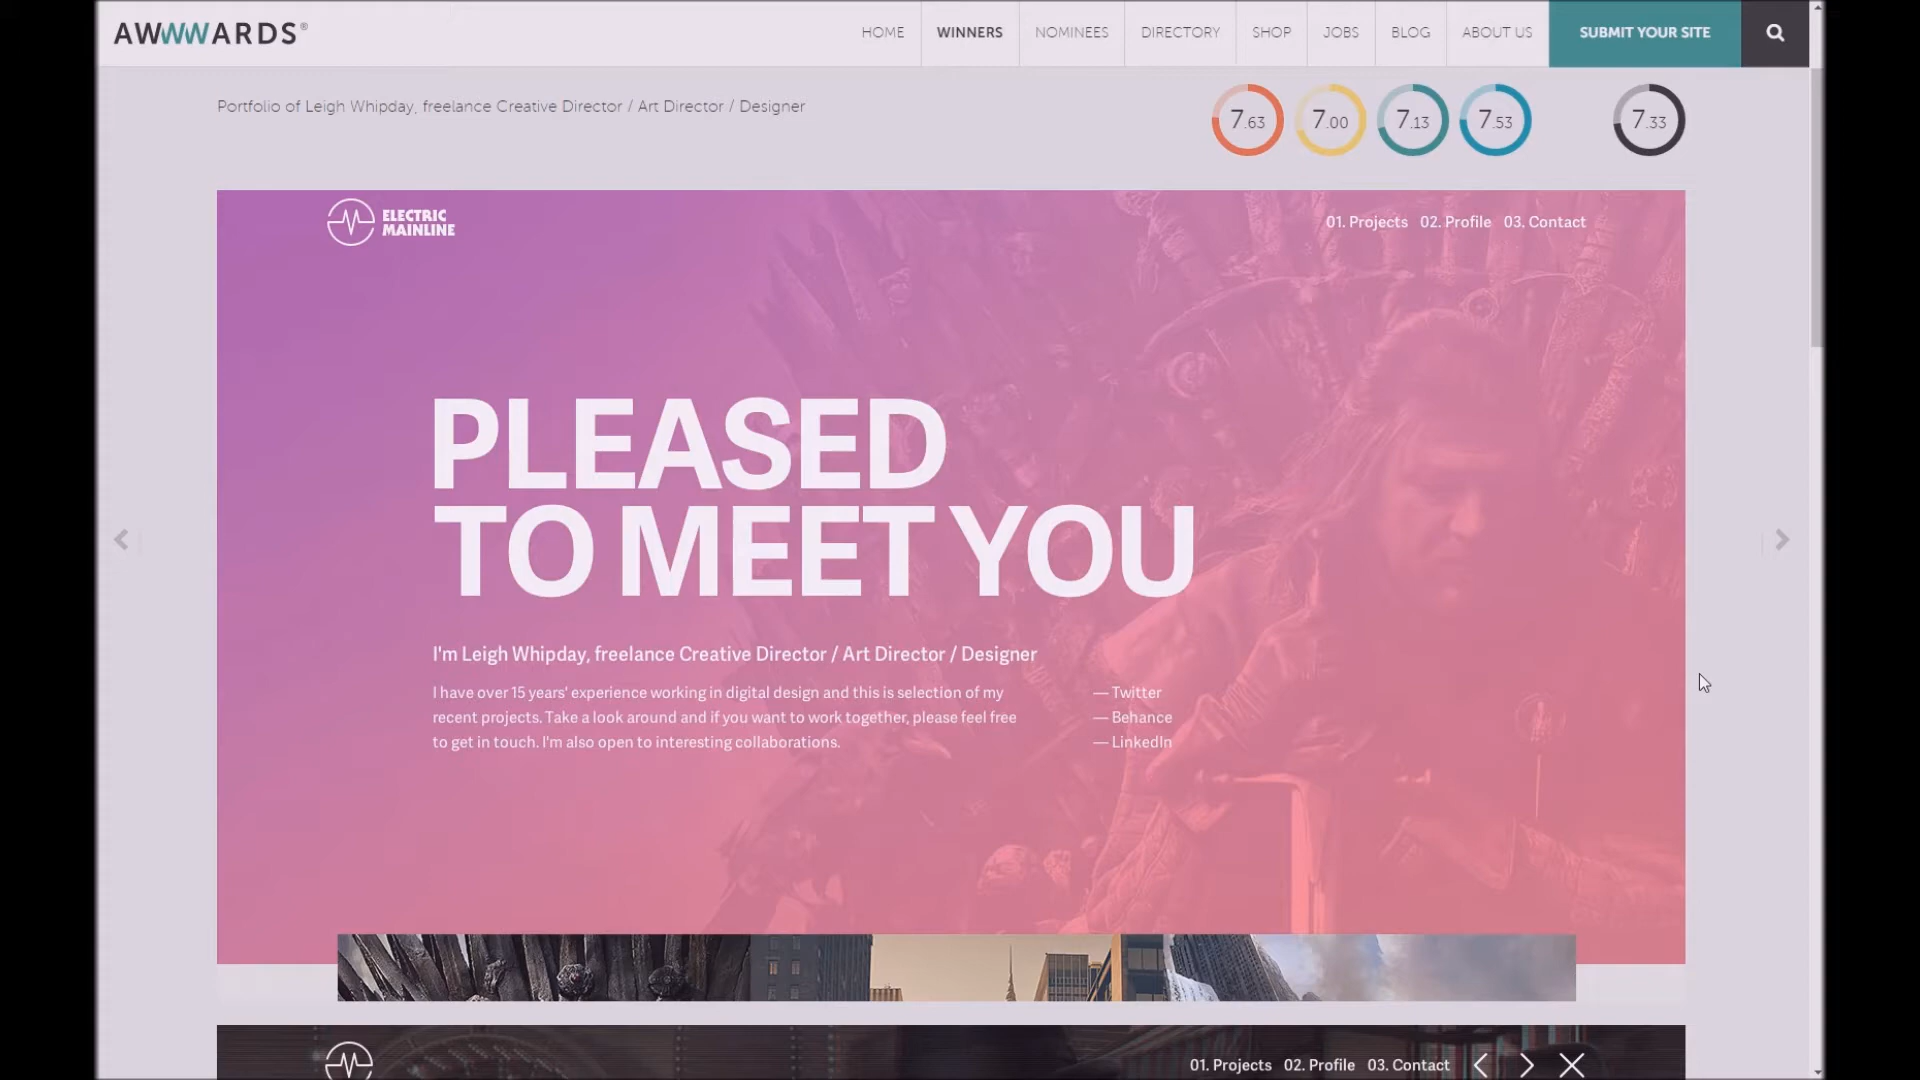 AWWWARDS®
HOME WINNERS NOMINEES DIRECTORY SHOP JOBS BLOG ABOUT US SUBMIT YOUR SITE
Portfolio of Leigh Whipday, freelance Creative Director / Art Director / Designer
7.63 7.00 7.13 7.53 7.33
ELECTRIC
MAINLINE
01. Projects 02. Profile 03. Contact
PLEASED
TO MEET YOU
I'm Leigh Whipday, freelance Creative Director / Art Director / Designer
I have over 15 years' experience working in digital design and this is selection of my
recent projects. Take a look around and if you want to work together, please feel free
to get in touch. I'm also open to interesting collaborations.
— Twitter
— Behance
— LinkedIn
01. Projects 02. Profile 03. Contact